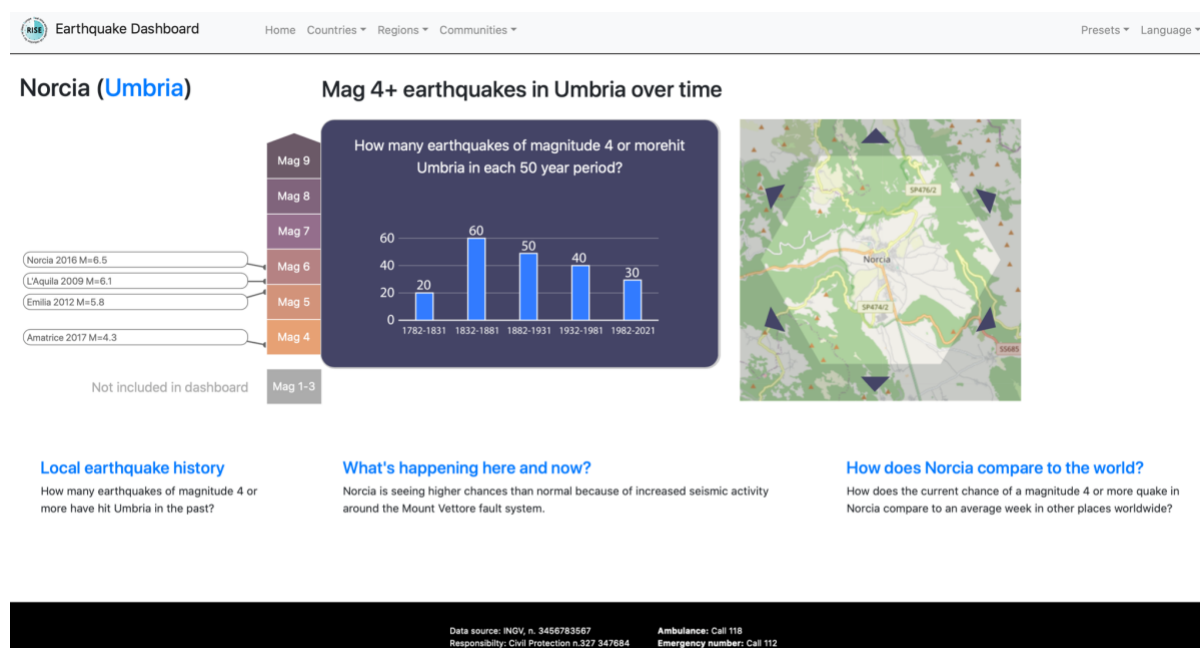 RISE
Earthquake Dashboard
Home
Countries
Regions
Communities
Presets
Language
Norcia (Umbria)
Mag 4+ earthquakes in Umbria over time
Mag 9
Mag 8
Mag 7
Mag 6
Mag 5
Mag 4
Mag 1-3
Norcia 2016 M=6.5
L'Aquila 2009 M=6.1
Emilia 2012 M=5.8
Amatrice 2017 M=4.3
Not included in dashboard
How many earthquakes of magnitude 4 or morehit
Umbria in each 50 year period?
60
40
20
0
20
60
50
40
30
1782-1831
1832-1881
1882-1931
1932-1981
1982-2021
SP476/2
Norcia
SP474/2
SS685
Local earthquake history
How many earthquakes of magnitude 4 or
more have hit Umbria in the past?
What's happening here and now?
Norcia is seeing higher chances than normal because of increased seismic activity
around the Mount Vettore fault system.
How does Norcia compare to the world?
How does the current chance of a magnitude 4 or more quake in
Norcia compare to an average week in other places worldwide?
Data source: INGV, n. 3456783567
Responsibilty: Civil Protection n.327 347684
Ambulance: Call 118
Emergency number: Call 112